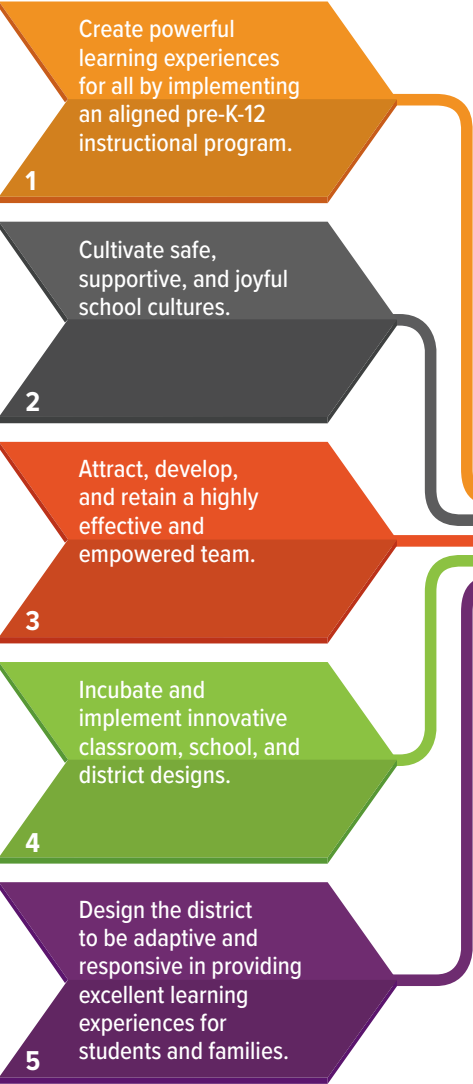 Create powerful
learning experiences
for all by implementing
an aligned pre-K-12
instructional program.
1
Cultivate safe,
supportive, and joyful
school cultures.
2
Attract, develop,
and retain a highly
effective and
empowered team.
3
Incubate and
implement innovative
classroom, school, and
district designs.
4
Design the district
to be adaptive and
responsive in providing
excellent learning
experiences for
students and families.
5